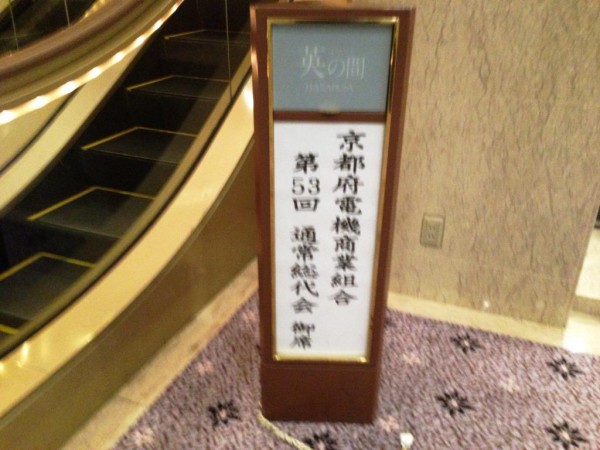 英の間
京都府電機商業組合
第53回 通常総代会 御席